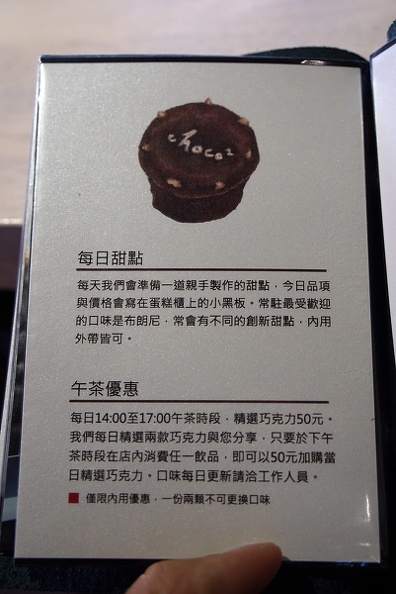 choco²
每日甜點
每天我們會準備一道親手製作的甜點，今日品項
與價格會寫在蛋糕櫃上的小黑板。常駐最受歡迎
的口味是布朗尼，常會有不同的創新甜點，內用
外帶皆可。
午茶優惠
每日14:00至17:00午茶時段，精選巧克力50元。
我們每日精選兩款巧克力與您分享，只要於下午
茶時段在店內消費任一飲品，即可以50元加購當
日精選巧克力。口味每日更新請洽工作人員。
僅限內用優惠，一份兩顆不可更換口味